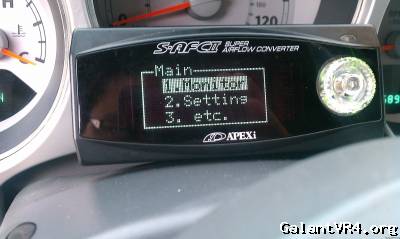 120
S-AFCII SUPER AIRFLOW CONVERTER
Main
1.Monitor
2.Setting
3. etc.
APEXi
GalantVR4.org